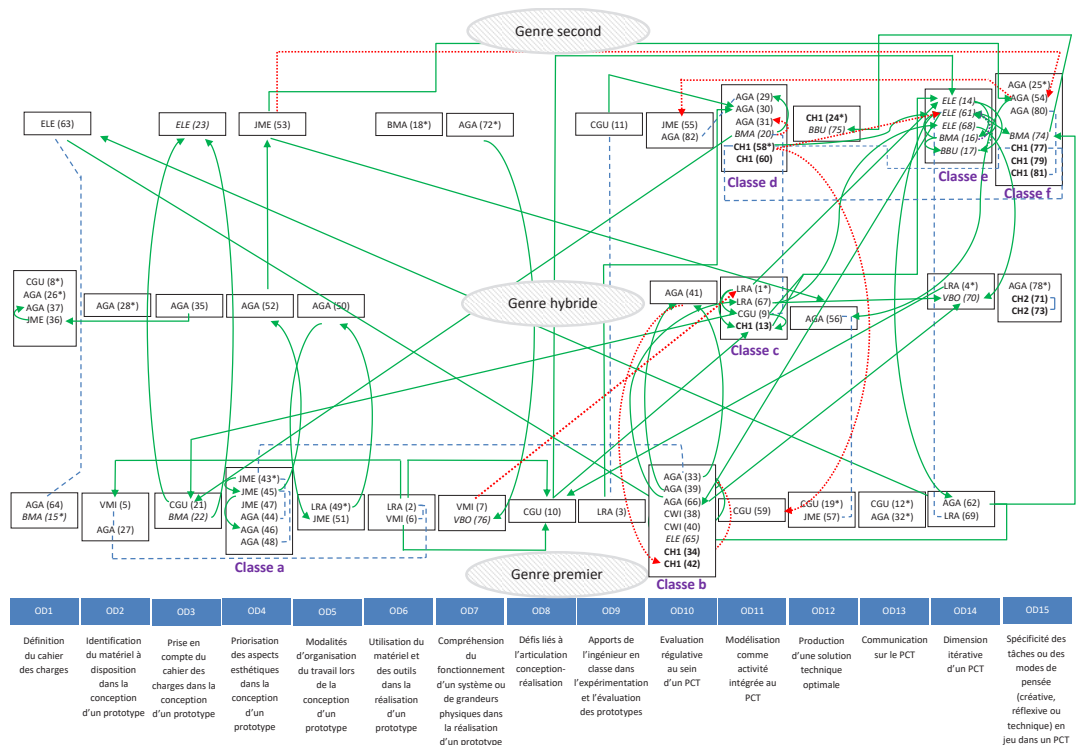 Genre second
ELE (63)
ELE (23)
JME (53)
BMA (18*)
AGA (72*)
CGU (11)
JME (55)
AGA (82)
AGA (29)
AGA (30)
AGA (31)
BMA (20)
CH1 (58*)
CH1 (60)
Classe d
CH1 (24*)
BBU (75)
ELE (14)
ELE (61)
ELE (68)
BMA (16)
BBU (17)
Classe e
AGA (25*)
AGA (54)
AGA (80)
BMA (74)
CH1 (77)
CH1 (79)
CH1 (81)
Classe f
Genre hybride
CGU (8*)
AGA (26*)
AGA (37)
JME (36)
AGA (28*)
AGA (35)
AGA (52)
AGA (50)
AGA (41)
LRA (1*)
LRA (67)
CGU (9)
CH1 (13)
Classe c
AGA (56)
LRA (4*)
VBO (70)
AGA (78*)
CH2 (71)
CH2 (73)
AGA (64)
BMA (15*)
VMI (5)
AGA (27)
CGU (21)
BMA (22)
JME (43*)
JME (45)
JME (47)
AGA (44)
AGA (46)
AGA (48)
Classe a
LRA (49*)
JME (51)
LRA (2)
VMI (6)
VMI (7)
VBO (76)
CGU (10)
LRA (3)
AGA (33)
AGA (39)
AGA (66)
CWI (38)
CWI (40)
ELE (65)
CH1 (34)
CH1 (42)
Classe b
CGU (59)
CGU (19*)
JME (57)
CGU (12*)
AGA (32*)
AGA (62)
LRA (69)
Genre premier
OD1
OD2
OD3
OD4
OD5
OD6
OD7
OD8
OD9
OD10
OD11
OD12
OD13
OD14
OD15
Définition
du cahier
des charges
Identification
du matériel à
disposition
dans la
conception
d'un prototype
Prise en
compte du
cahier des
charges dans la
conception
d'un prototype
Priorisation
des aspects
esthétiques
dans la
conception
d'un
prototype
Modalités
d'organisation
du travail lors
de la
conception
d'un
prototype
Utilisation du
matériel et
des outils
dans la
réalisation
d'un
prototype
Compréhension
du
fonctionnement
d'un système ou
de grandeurs
physiques dans
la réalisation
d'un prototype
Défis liés à
l'articulation
conception-
réalisation
Apports de
l'ingénieur en
classe dans
l'expérimentation
et l'évaluation
des prototypes
Evaluation
régulative au
sein
d'un PCT
Modélisation
comme
activité
intégrée au
PCT
Production
d'une solution
technique
optimale
Communication
sur le PCT
Dimension
itérative
d'un PCT
Spécificité des
tâches ou des
modes de
pensée
(créative,
réflexive ou
technique) en
jeu dans un PCT